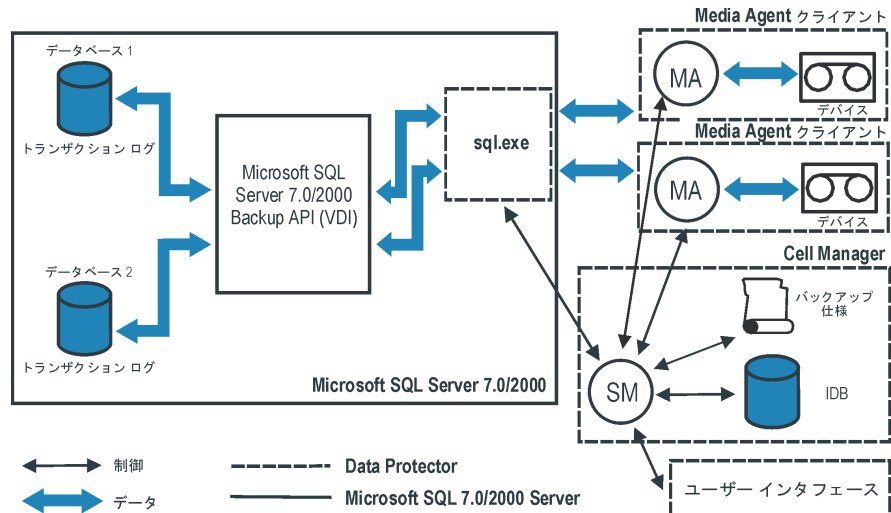 Media Agent クライアント
MA
デバイス
データベース 1
トランザクション ログ
Microsoft SQL
Server 7.0/2000
Backup API (VDI)
sql.exe
Media Agent クライアント
MA
デバイス
データベース 2
トランザクション ログ
Microsoft SQL Server 7.0/2000
Cell Manager
バックアップ
仕様
SM
IDB
制御
データ
Data Protector
Microsoft SQL 7.0/2000 Server
ユーザー インタフェース